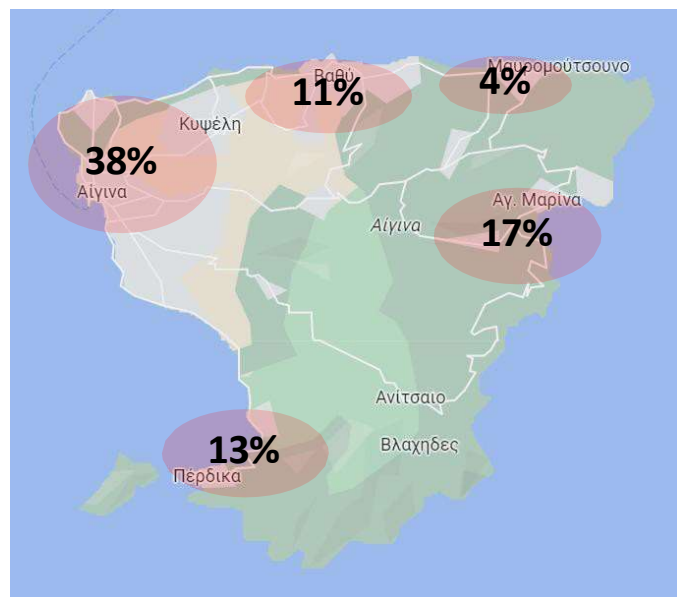 Βαθύ
11%
Μαυρομούτσουνο
4%
Κυψέλη
38%
Αίγινα
Αγ. Μαρίνα
17%
Αίγινα
Ανίτσαιο
Βλαχηδες
13%
Πέρδικα